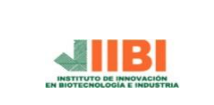 IIBI
INSTITUTO DE INNOVACIÓN
EN BIOTECNOLOGÍA E INDUSTRIA